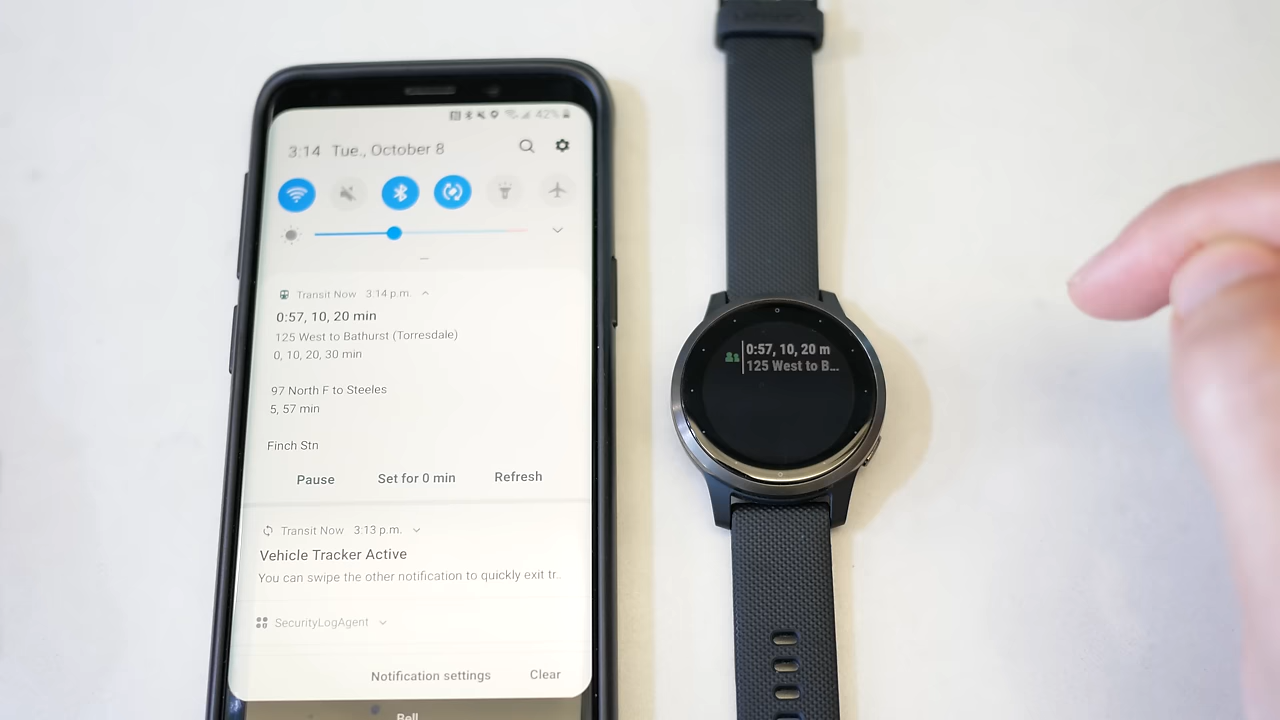 42%
3:14 Tue., October 8
Transit Now 3:14 p.m.
0:57, 10, 20 min
125 West to Bathurst (Torresdale)
0, 10, 20, 30 min
97 North F to Steeles
5, 57 min
Finch Stn
Pause Set for 0 min Refresh
Transit Now 3:13 p.m.
Vehicle Tracker Active
You can swipe the other notification to quickly exit tr..
SecurityLogAgent
Notification settings Clear
Bell
GARMIN
0:57, 10, 20 m
125 West to B...